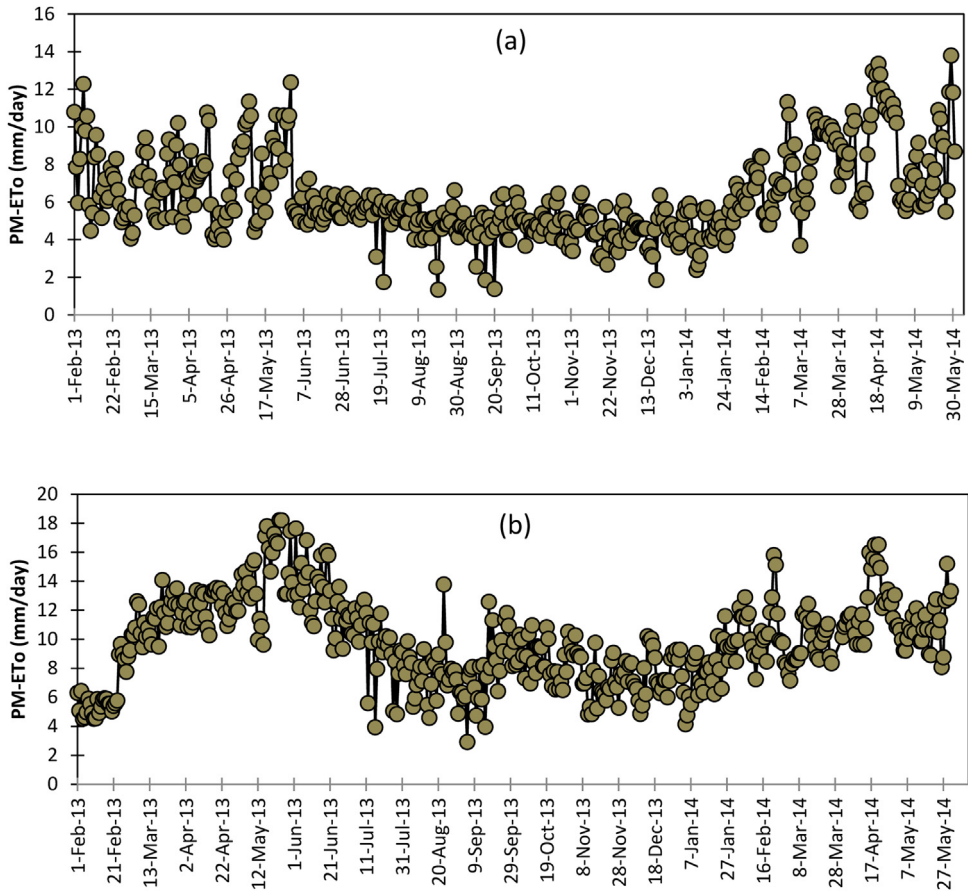 (a)
PM-ETo (mm/day)
16
14
12
10
8
6
4
2
0
1-Feb-13
22-Feb-13
15-Mar-13
5-Apr-13
26-Apr-13
17-May-13
7-Jun-13
28-Jun-13
19-Jul-13
9-Aug-13
30-Aug-13
20-Sep-13
11-Oct-13
1-Nov-13
22-Nov-13
13-Dec-13
3-Jan-14
24-Jan-14
14-Feb-14
7-Mar-14
28-Mar-14
18-Apr-14
9-May-14
30-May-14
(b)
PM-ETo (mm/day)
20
18
16
14
12
10
8
6
4
2
0
1-Feb-13
21-Feb-13
13-Mar-13
2-Apr-13
22-Apr-13
12-May-13
1-Jun-13
21-Jun-13
11-Jul-13
31-Jul-13
20-Aug-13
9-Sep-13
29-Sep-13
19-Oct-13
8-Nov-13
28-Nov-13
18-Dec-13
7-Jan-14
27-Jan-14
16-Feb-14
8-Mar-14
28-Mar-14
17-Apr-14
7-May-14
27-May-14